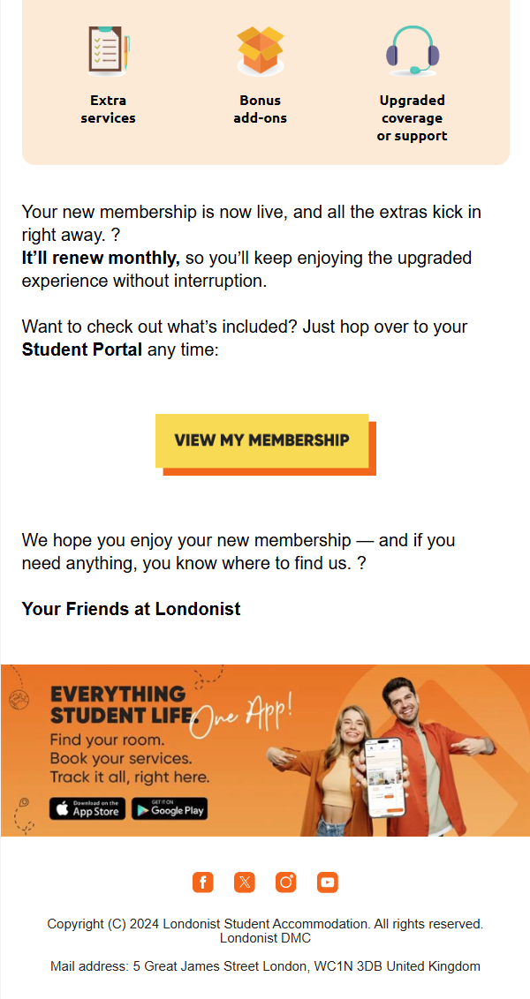 Extra
services
Bonus
add-ons
Upgraded
coverage
or support
Your new membership is now live, and all the extras kick in
right away. ?
It’ll renew monthly, so you’ll keep enjoying the upgraded
experience without interruption.
Want to check out what’s included? Just hop over to your
Student Portal any time:
VIEW MY MEMBERSHIP
We hope you enjoy your new membership — and if you
need anything, you know where to find us. ?
Your Friends at Londonist
EVERYTHING
STUDENT LIFE, One App!
Find your room.
Book your services.
Track it all, right here.
Download on the
App Store
GET IT ON
Google Play
Copyright (C) 2024 Londonist Student Accommodation. All rights reserved.
Londonist DMC
Mail address: 5 Great James Street London, WC1N 3DB United Kingdom